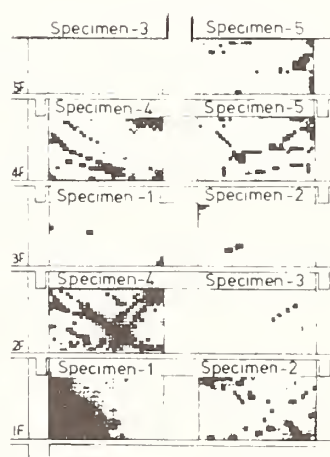 Specimen-3 Specimen-5
5F
Specimen-4 Specimen-5
4F
Specimen-1 Specimen-2
3F
Specimen-4 Specimen-3
2F
Specimen-1 Specimen-2
1F